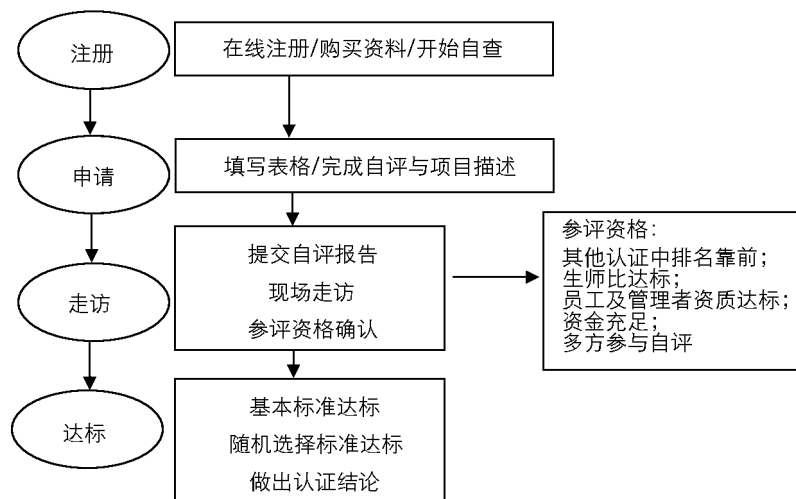 注册
在线注册/购买资料/开始自查
申请
填写表格/完成自评与项目描述
走访
提交自评报告
现场走访
参评资格确认
参评资格:
其他认证中排名靠前;
生师比达标;
员工及管理者资质达标;
资金充足;
多方参与自评
达标
基本标准达标
随机选择标准达标
做出认证结论